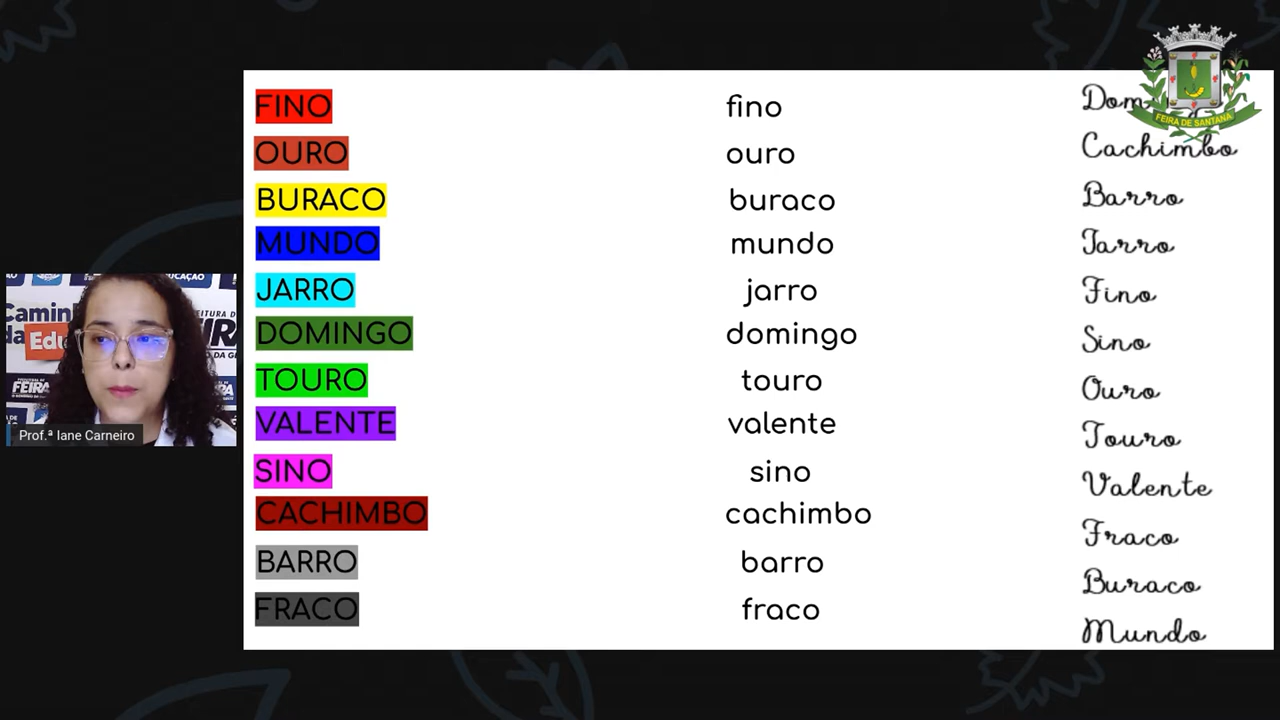 FINO fino
OURO ouro Cachimbo
BURACO buraco Barro
MUNDO mundo Jarro
JARRO jarro Fino
DOMINGO domingo Sino
TOURO touro Ouro
VALENTE valente Touro
SINO sino Valente
CACHIMBO cachimbo Fraco
BARRO barro Buraco
FRACO fraco Mundo
FEIRA DE SANTANA
Prof.ª Iane Carneiro
FEIRA